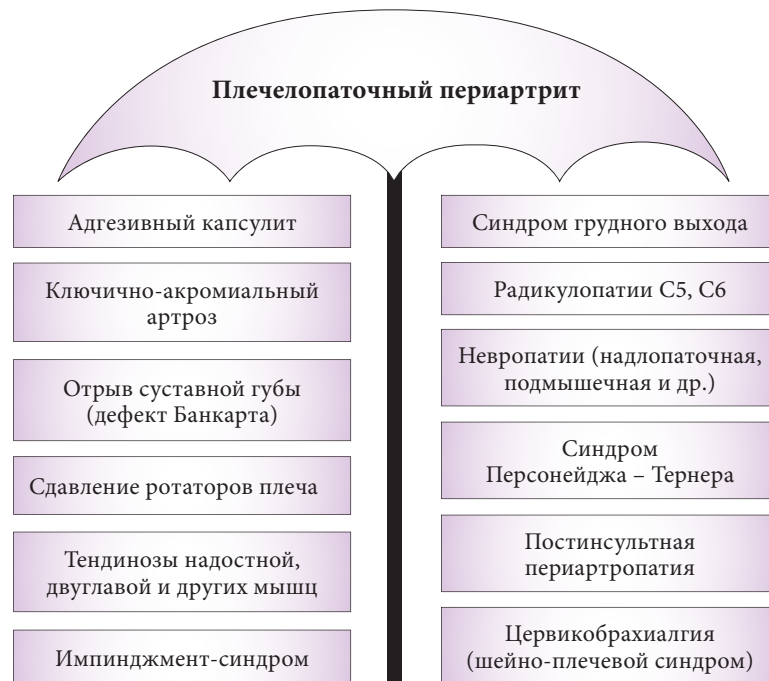 Плечелопаточный периартрит
Адгезивный капсулит
Ключично-акромиальный
артроз
Отрыв суставной губы
(дефект Банкарта)
Сдавление ротаторов плеча
Тендинозы надостной,
двуглавой и других мышц
Импинджмент-синдром
Синдром грудного выхода
Радикулопатии С5, С6
Невропатии (надлопаточная,
подмышечная и др.)
Синдром
Персонейджа – Тернера
Постинсультная
периартропатия
Цервикобрахиалгия
(шейно-плечевой синдром)